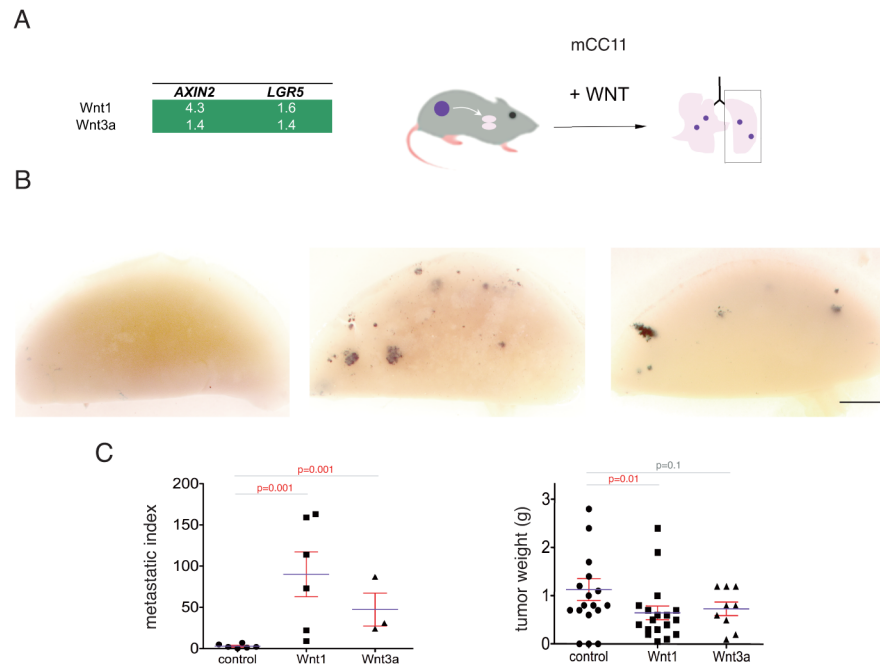 A
AXIN2 LGR5
Wnt1 4.3 1.6
Wnt3a 1.4 1.4
mCC11
+ WNT
B
C
p=0.001
p=0.001
metastatic index
200
150
100
50
0
control Wnt1 Wnt3a
p=0.1
p=0.01
tumor weight (g)
3
2
1
0
control Wnt1 Wnt3a